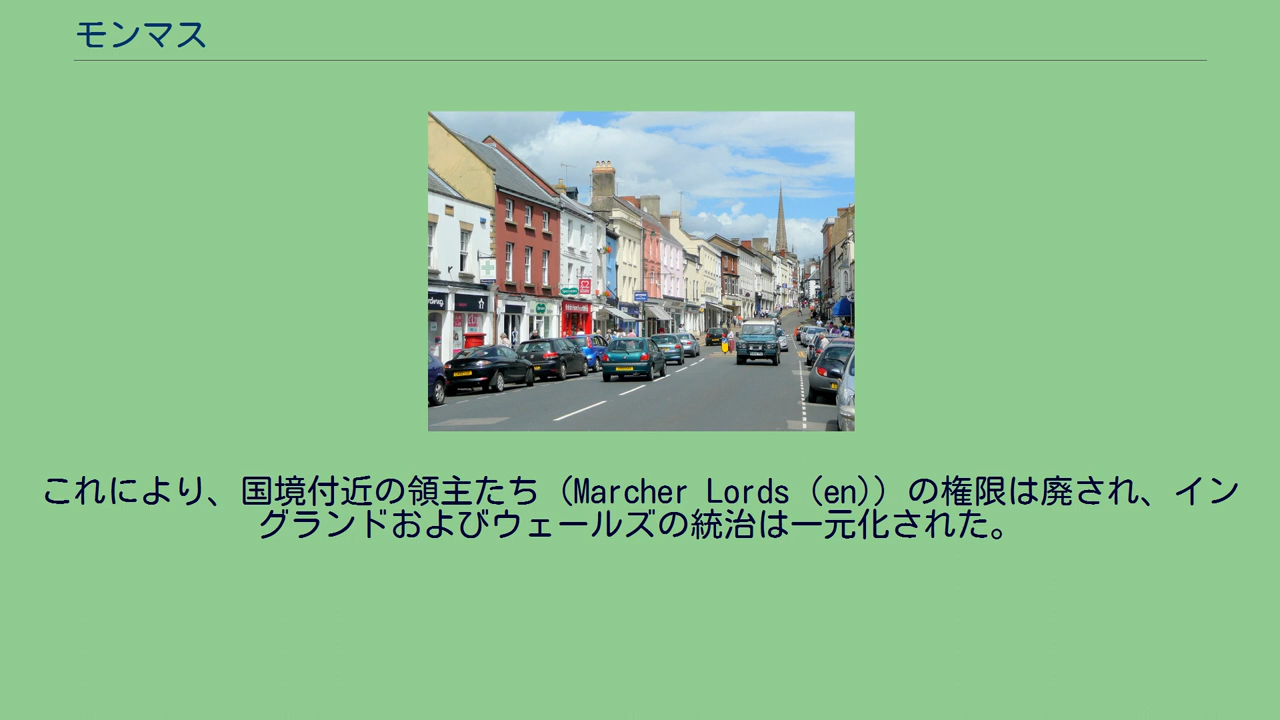 モンマス
これにより、国境付近の領主たち（Marcher Lords（en））の権限は廃され、イン
グランドおよびウェールズの統治は一元化された。